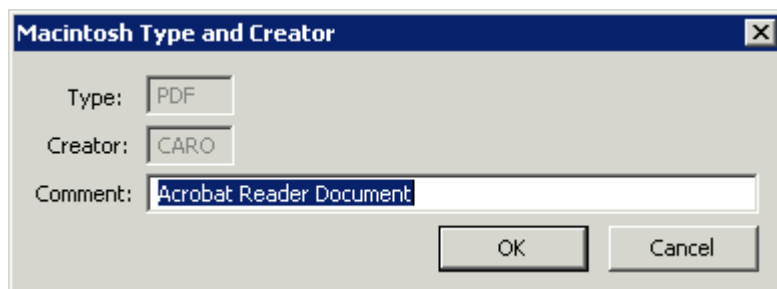 Macintosh Type and Creator
Type: PDF
Creator: CARO
Comment: Acrobat Reader Document
OK Cancel